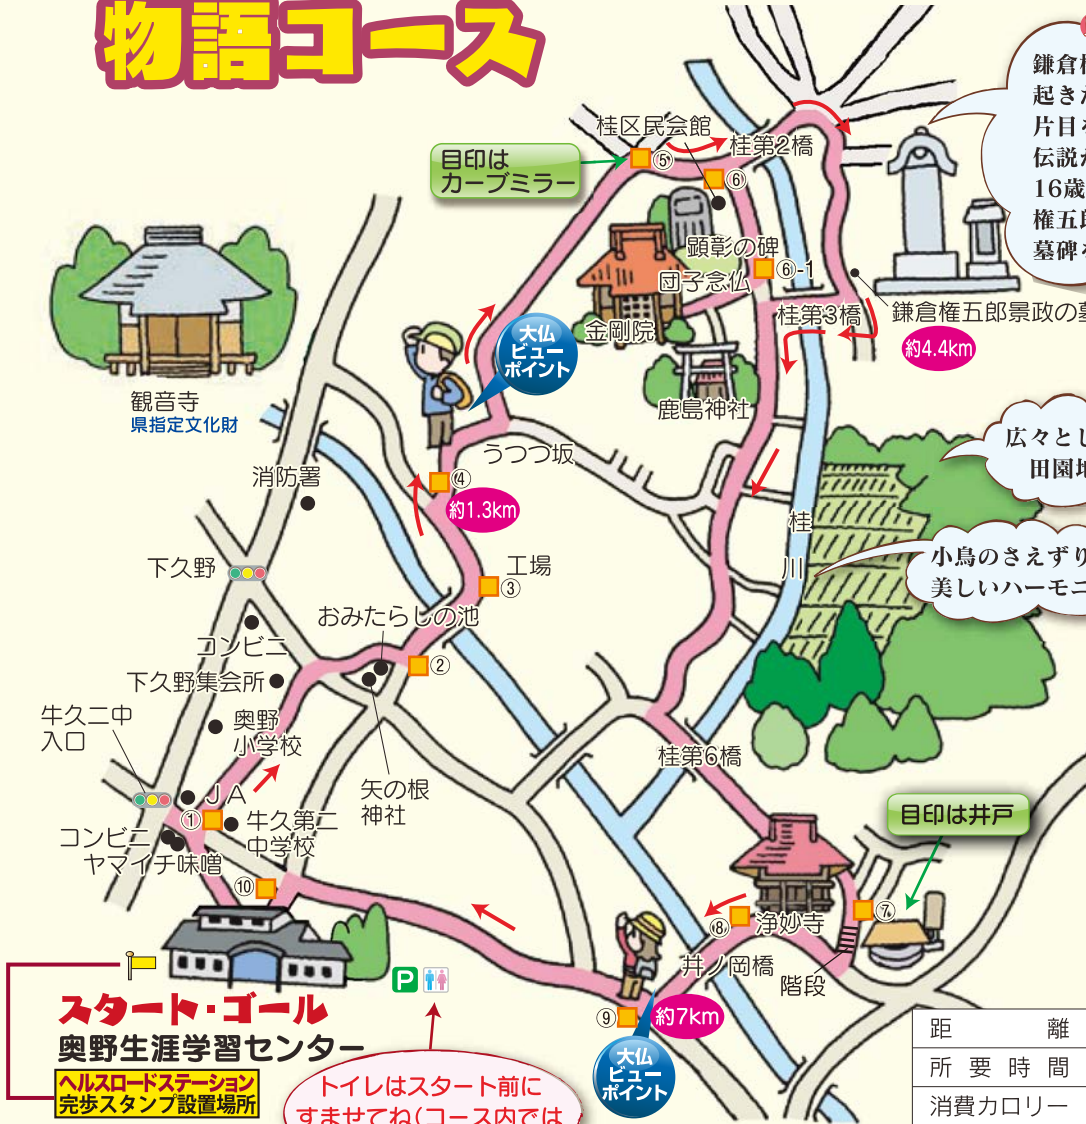 物語コース
鎌倉
起き
片目
伝説
16歳
権五
墓碑
桂区民会館
桂第2橋
目印は
カーブミラー
⑤
⑥
顕彰の碑
団子念仏
⑥-1
金剛院
桂第3橋
鎌倉権五郎景政の墓
約4.4km
大仏
ビュー
ポイント
鹿島神社
観音寺
県指定文化財
うつつ坂
広々とし
田園地
消防署
④
約1.3km
桂
川
小鳥のさえずり
美しいハーモニ
下久野
工場
③
おみたらしの池
コンビニ
②
下久野集会所
牛久二中
入口
奥野
小学校
桂第6橋
矢の根
神社
JA
①
牛久第二
中学校
コンビニ
ヤマイチ味噌
目印は井戸
⑩
⑦
⑧
浄妙寺
井ノ岡橋
階段
P
スタート・ゴール
奥野生涯学習センター
ヘルスロードステーション
完歩スタンプ設置場所
⑨
約7km
大仏
ビュー
ポイント
トイレはスタート前に
すませてね(コース内では
距離
所要時間
消費カロリー